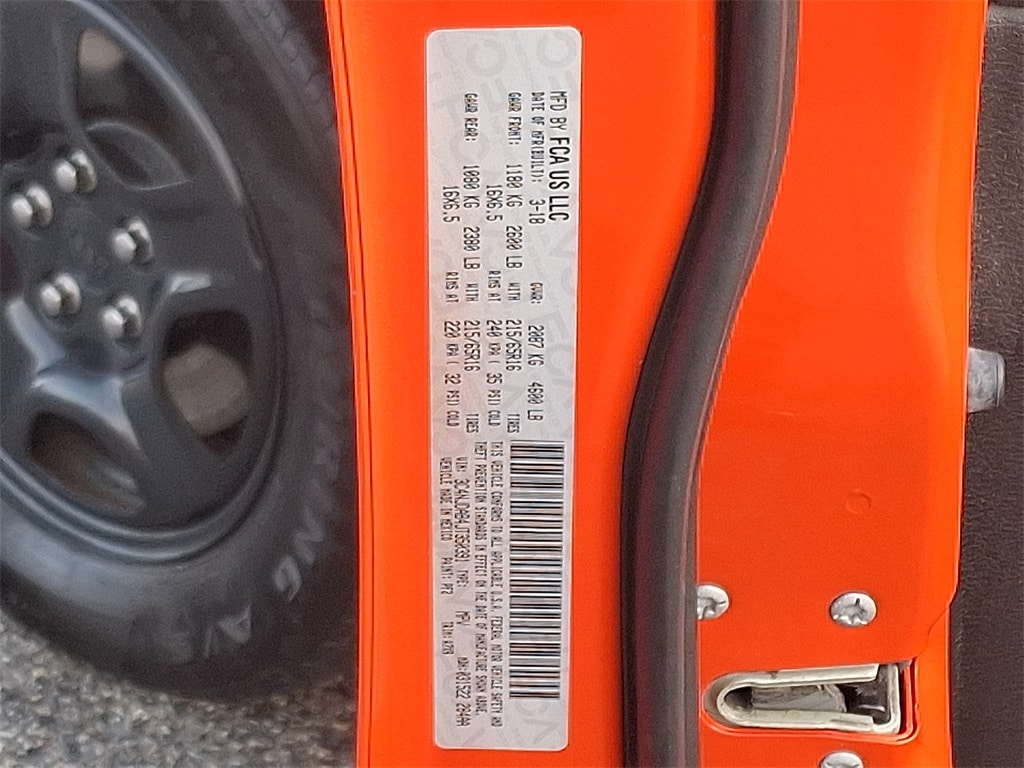 MFD BY FCA US LLC
DATE OF MFR(BUILT): 3-18 GVWR: 2087 KG 4600 LB
GAWR FRONT: 1180 KG 2600 LB WITH 215/65R16 TIRES
16X6.5 RIMS AT 240 KPA( 35 PSI) COLD
GAWR REAR: 1080 KG 2380 LB WITH 215/65R16 TIRES
16X6.5 RIMS AT 220 KPA( 32 PSI) COLD
THIS VEHICLE CONFORMS TO ALL APPLICABLE U.S.A. FEDERAL MOTOR VEHICLE SAFETY AND
THEFT PREVENTION STANDARDS IN EFFECT ON THE DATE OF MANUFACTURE SHOWN ABOVE.
VIN: TYPE: MPV
VEHICLE MADE IN MEXICO PAINT: TRIM: